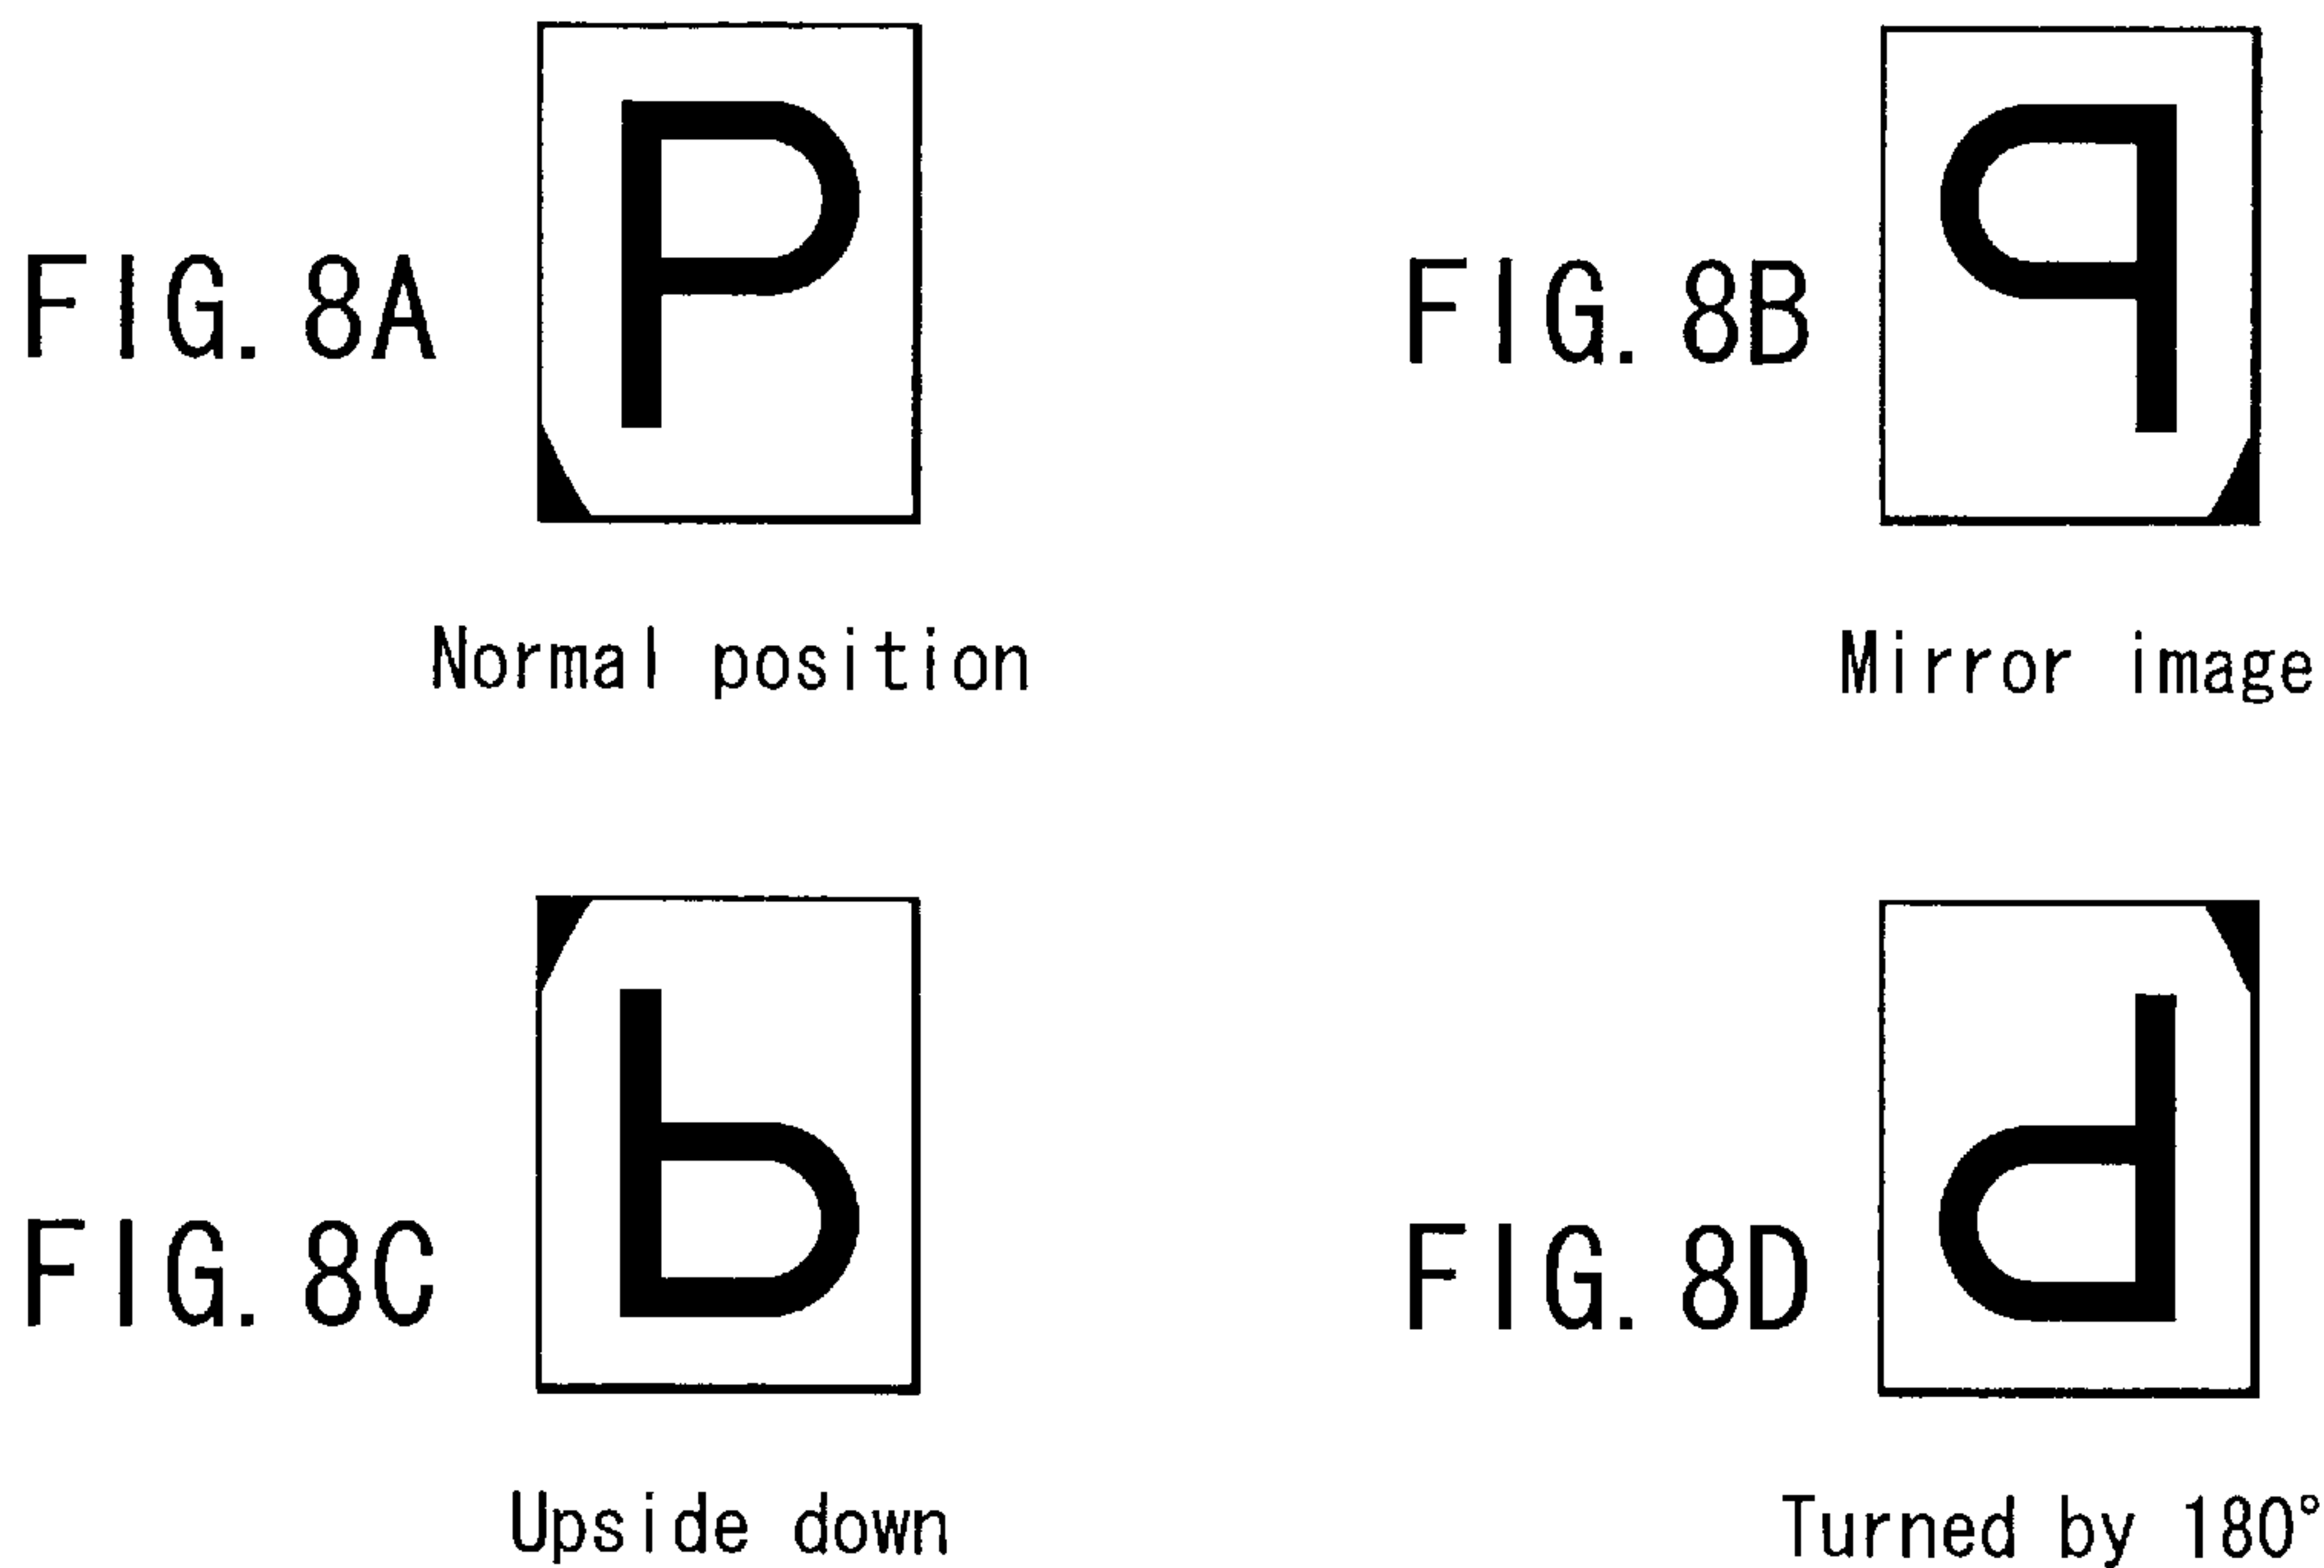 FIG. 8A
P
Normal position
FIG. 8B
P
Mirror image
FIG. 8C
P
Upside down
FIG. 8D
P
Turned by 180°